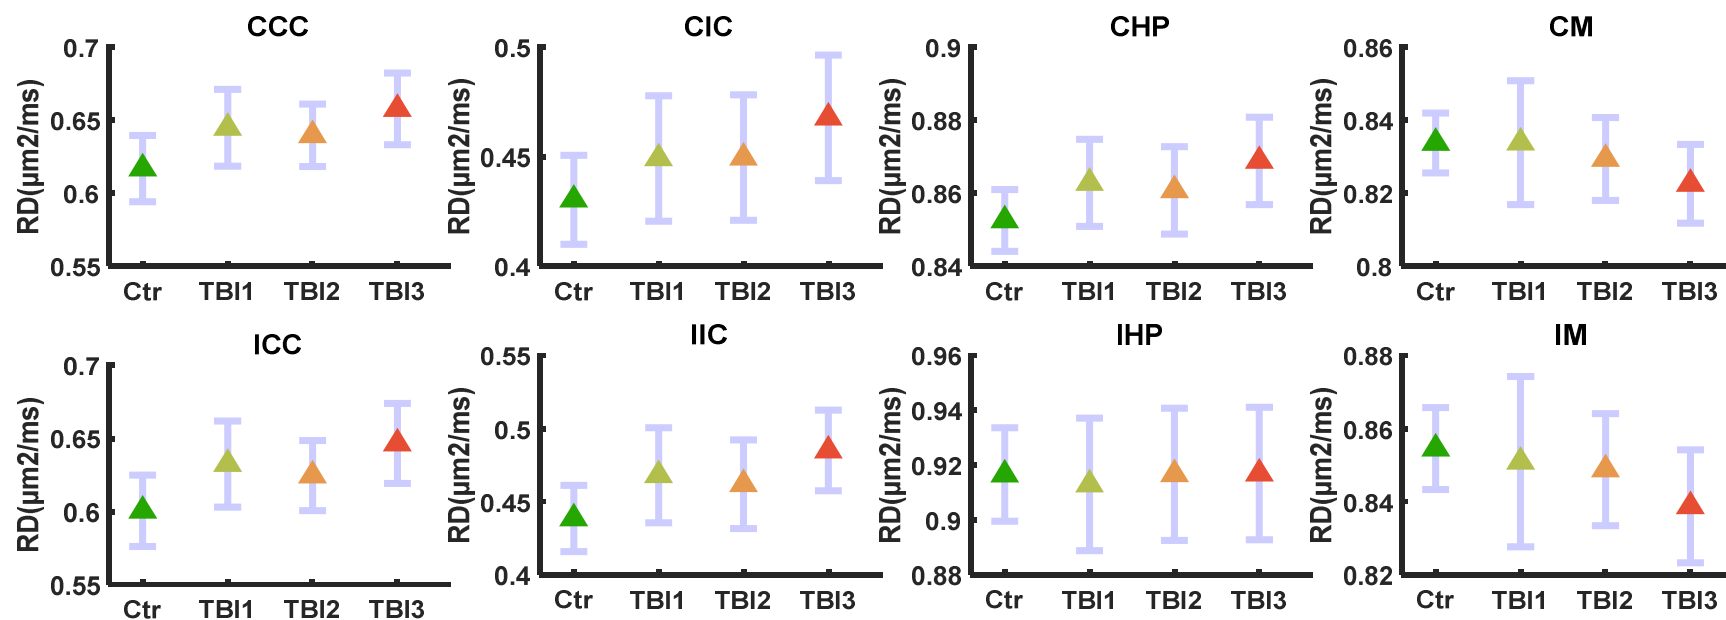 CCC
RD(µm2/ms)
0.7
0.65
0.6
0.55
Ctr TBI1 TBI2 TBI3
CIC
RD(µm2/ms)
0.5
0.45
0.4
Ctr TBI1 TBI2 TBI3
CHP
RD(µm2/ms)
0.9
0.88
0.86
0.84
Ctr TBI1 TBI2 TBI3
CM
RD(µm2/ms)
0.86
0.84
0.82
0.8
Ctr TBI1 TBI2 TBI3
ICC
RD(µm2/ms)
0.7
0.65
0.6
0.55
Ctr TBI1 TBI2 TBI3
IIC
RD(µm2/ms)
0.55
0.5
0.45
0.4
Ctr TBI1 TBI2 TBI3
IHP
RD(µm2/ms)
0.96
0.94
0.92
0.9
0.88
Ctr TBI1 TBI2 TBI3
IM
RD(µm2/ms)
0.88
0.86
0.84
0.82
Ctr TBI1 TBI2 TBI3